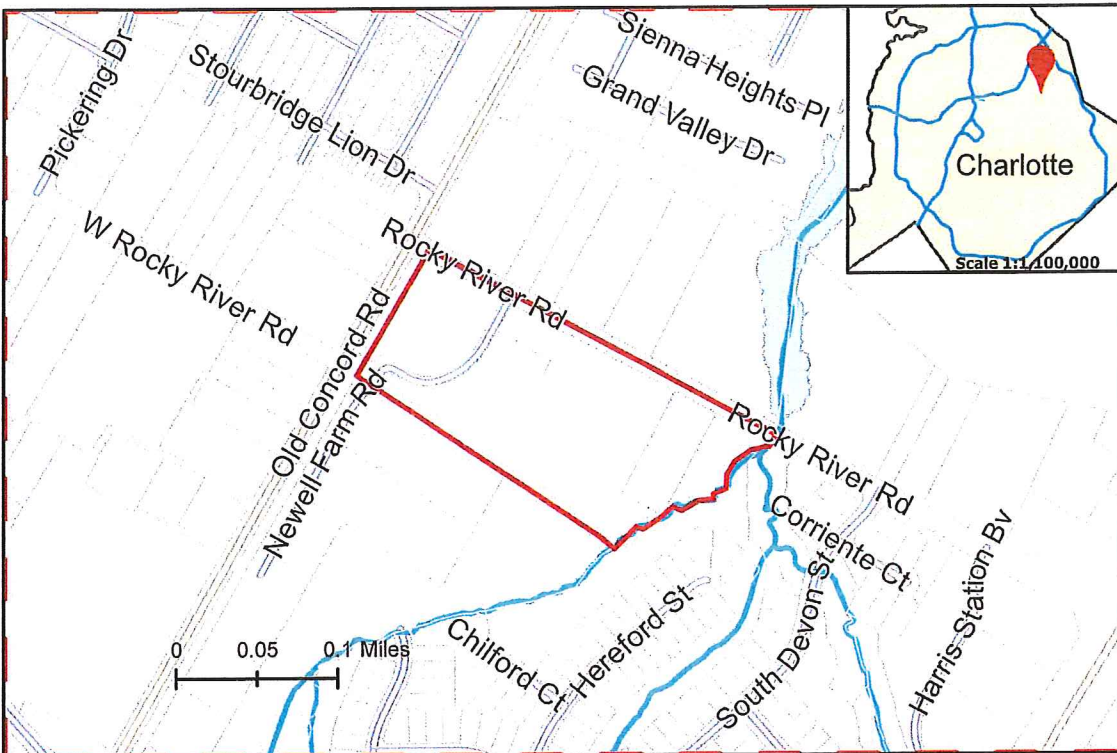 Pickering Dr
Stourbridge Lion Dr
Sienna Heights Pl
Grand Valley Dr
Charlotte
Scale 1:1,100,000
W Rocky River Rd
Rocky River Rd
Old Concord Rd
Newell Farm Rd
Rocky River Rd
Corriente Ct
Harris Station Bv
South Devon St
Hereford St
Chilford Ct
0 0.05 0.1 Miles